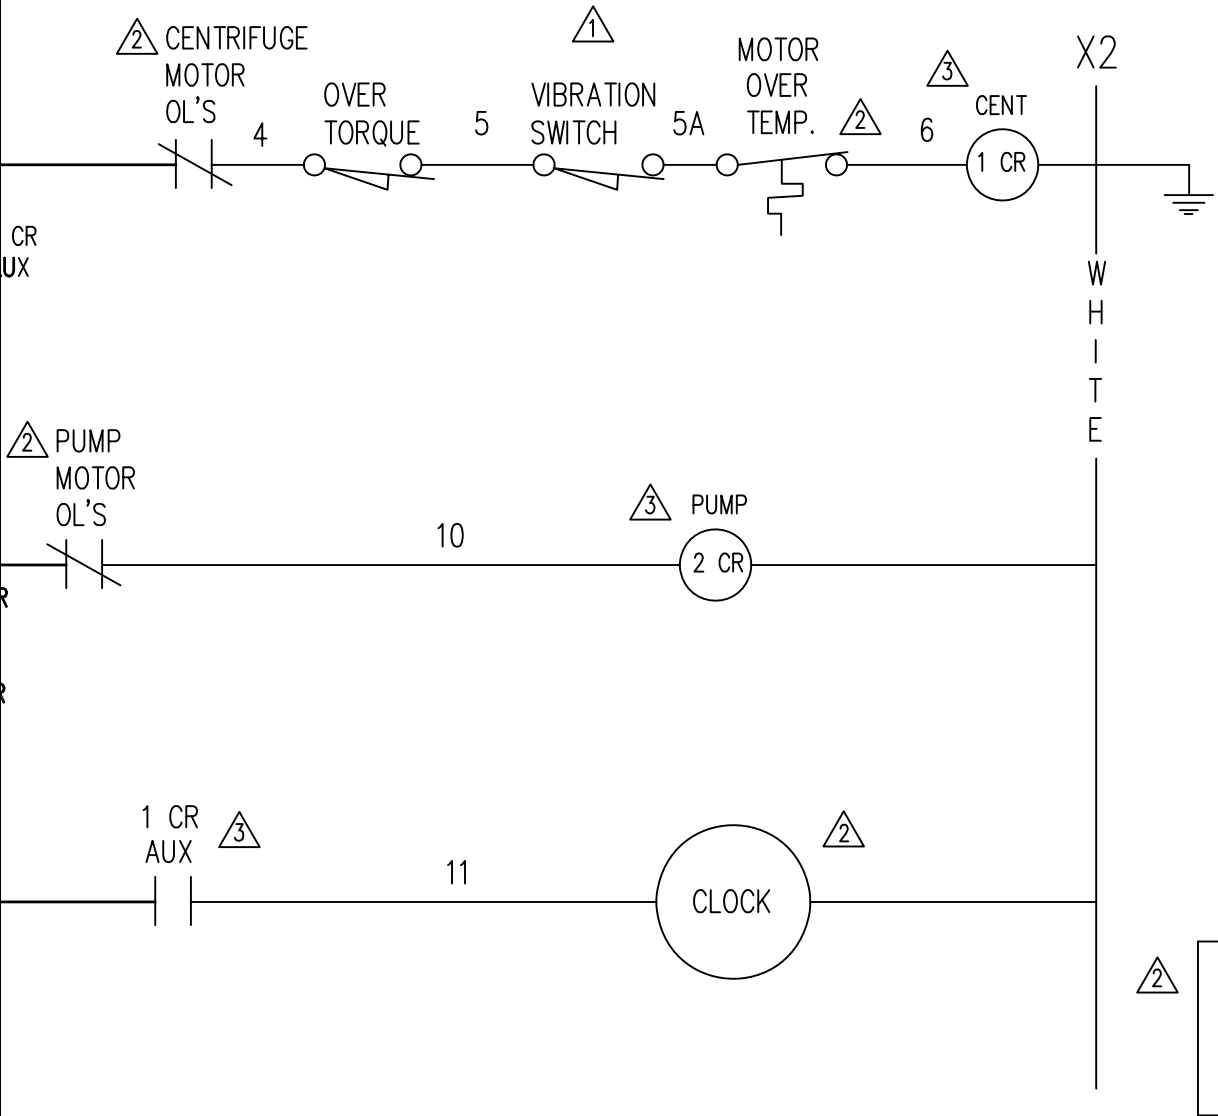 2 CENTRIFUGE
MOTOR
OL'S
4
OVER
TORQUE
5
1
VIBRATION
SWITCH
5A
MOTOR
OVER
TEMP.
2
6
3
CENT
1 CR
X2
CR
UX
WHITE
2 PUMP
MOTOR
OL'S
10
3 PUMP
2 CR
R
R
1 CR
AUX
3
11
CLOCK
2
2